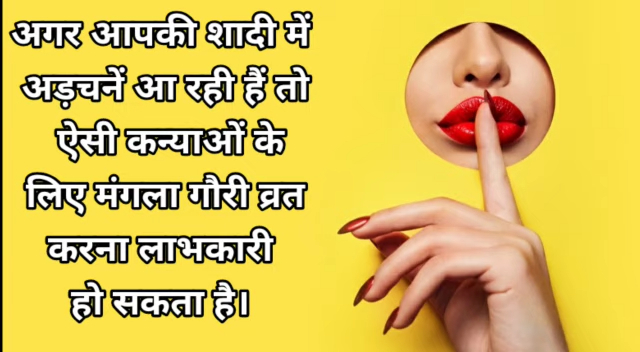 अगर आपकी शादी में
अड़चनें आ रही हैं तो
ऐसी कन्याओं के
लिए मंगला गौरी व्रत
करना लाभकारी
हो सकता है।